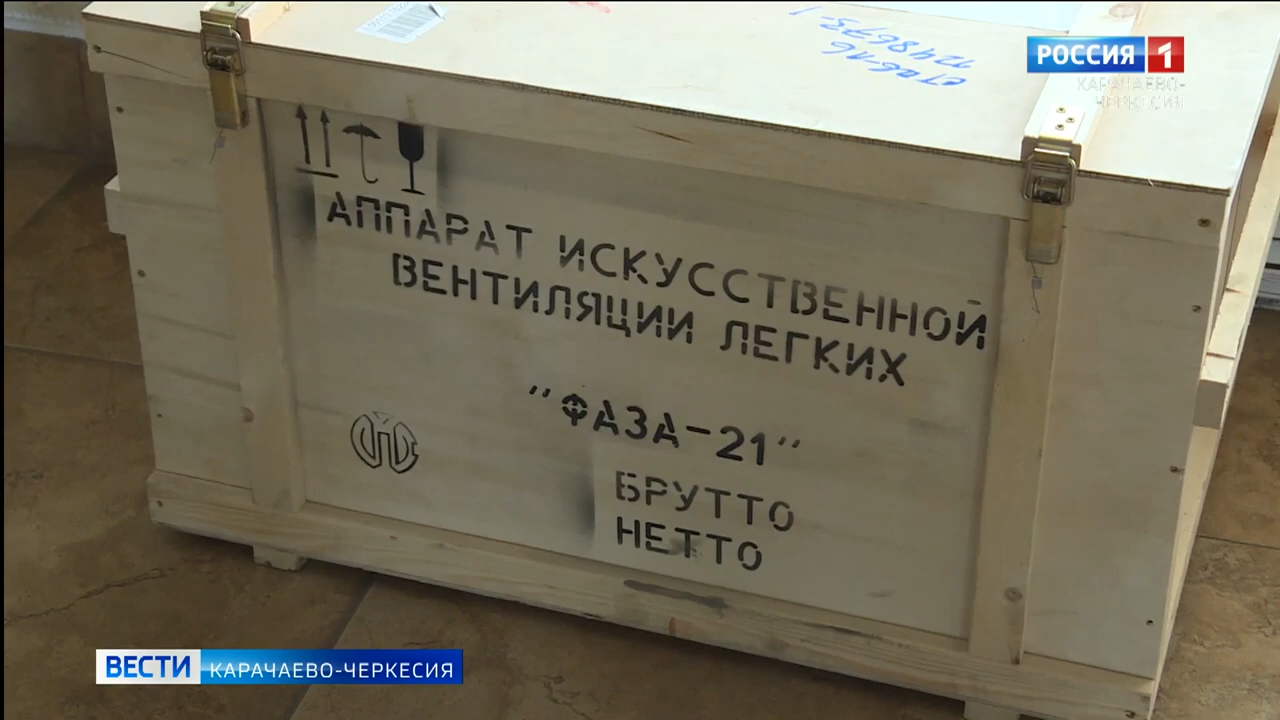 РОССИЯ 1
КАРАЧАЕВО-
ЧЕРКЕСИЯ
АППАРАТ ИСКУССТВЕННОЙ
ВЕНТИЛЯЦИИ ЛЕГКИХ
"ФАЗА-21"
БРУТТО
НЕТТО
ВЕСТИ КАРАЧАЕВО-ЧЕРКЕСИЯ